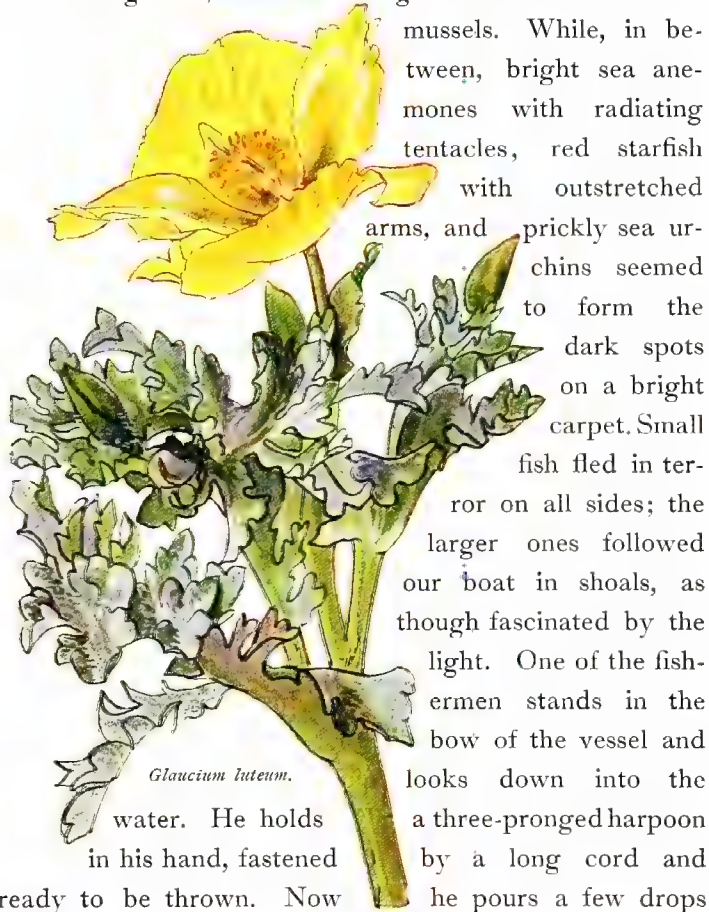 mussels. While, in be-
tween, bright sea ane-
mones with radiating
tentacles, red starfish
with outstretched
arms, and prickly sea ur-
chins seemed
to form the
dark spots
on a bright
carpet. Small
fish fled in ter-
ror on all sides; the
larger ones followed
our boat in shoals, as
though fascinated by the
light. One of the fish-
ermen stands in the
bow of the vessel and
Glaucium luteum.
looks down into the
water. He holds a three-pronged harpoon
in his hand, fastened by a long cord and
ready to be thrown. Now he pours a few drops